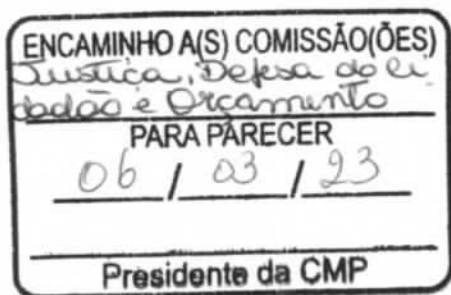 ENCAMINHO A(S) COMISSÃO(ÕES)
Justiça, Defesa do Ci
dadão e Orçamento
PARA PARECER
06 / 03 / 23
Presidente da CMP